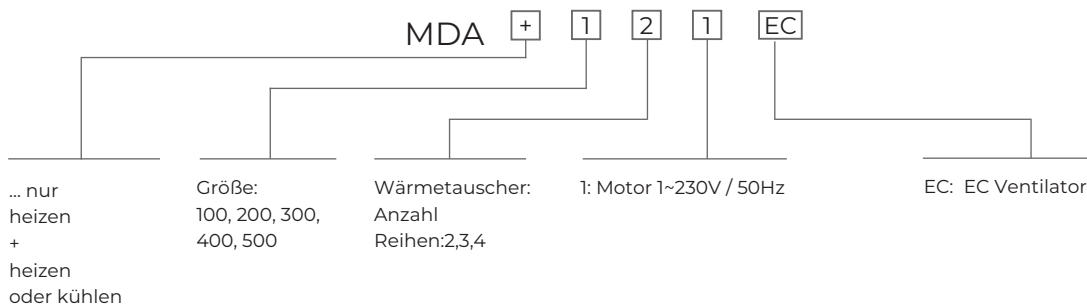 MDA + 1 2 1 EC
... nur
heizen
+
heizen
oder kühlen
Größe:
100, 200, 300,
400, 500
Wärmetauscher:
Anzahl
Reihen:2,3,4
1: Motor 1~230V / 50Hz
EC: EC Ventilator